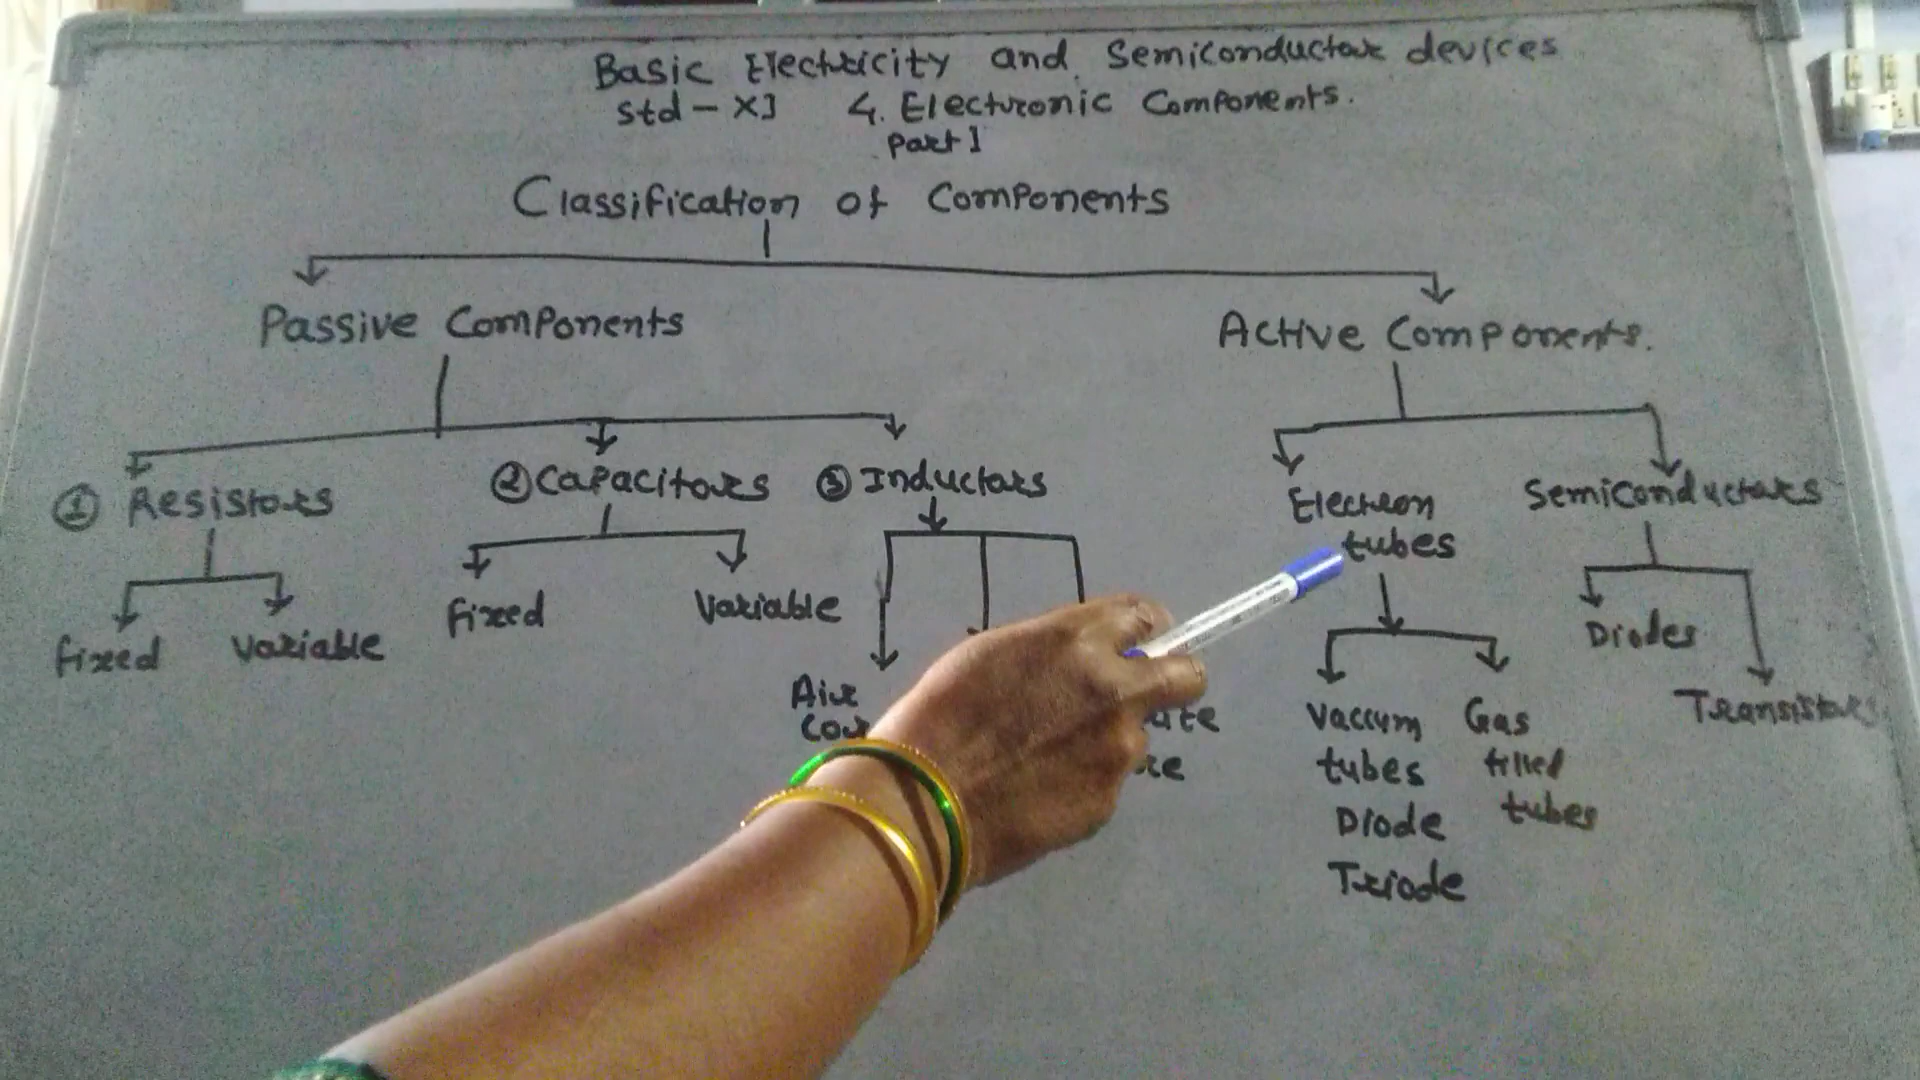 Basic Electricity and Semiconductor devices
std - XI 4. Electronic Components.
Part 1
Classification of Components
Passive Components Active Components.
① Resistors ② Capacitors ③ Inductors
Electron tubes
Semiconductors
fixed variable
fixed variable
Air
Diodes
Transistors
Vaccum tubes
Diode
Triode
Gas filled tubes